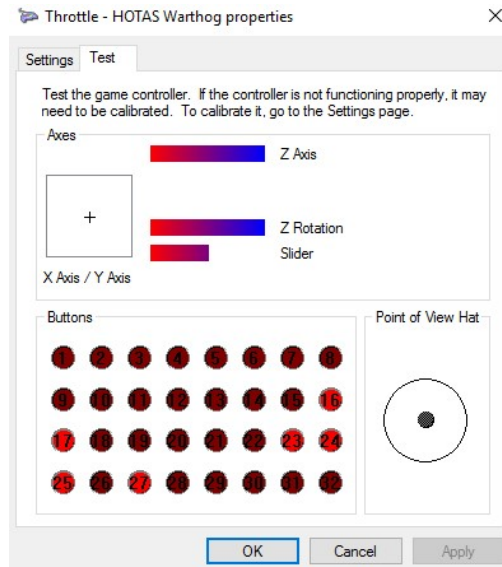 Throttle - HOTAS Warthog properties
Settings Test
Test the game controller. If the controller is not functioning properly, it may
need to be calibrated. To calibrate it, go to the Settings page.
Axes
Z Axis
Z Rotation
Slider
X Axis / Y Axis
Buttons
1 2 3 4 5 6 7 8
9 10 11 12 13 14 15 16
17 18 19 20 21 22 23 24
25 26 27 28 29 30 31 32
Point of View Hat
OK Cancel Apply